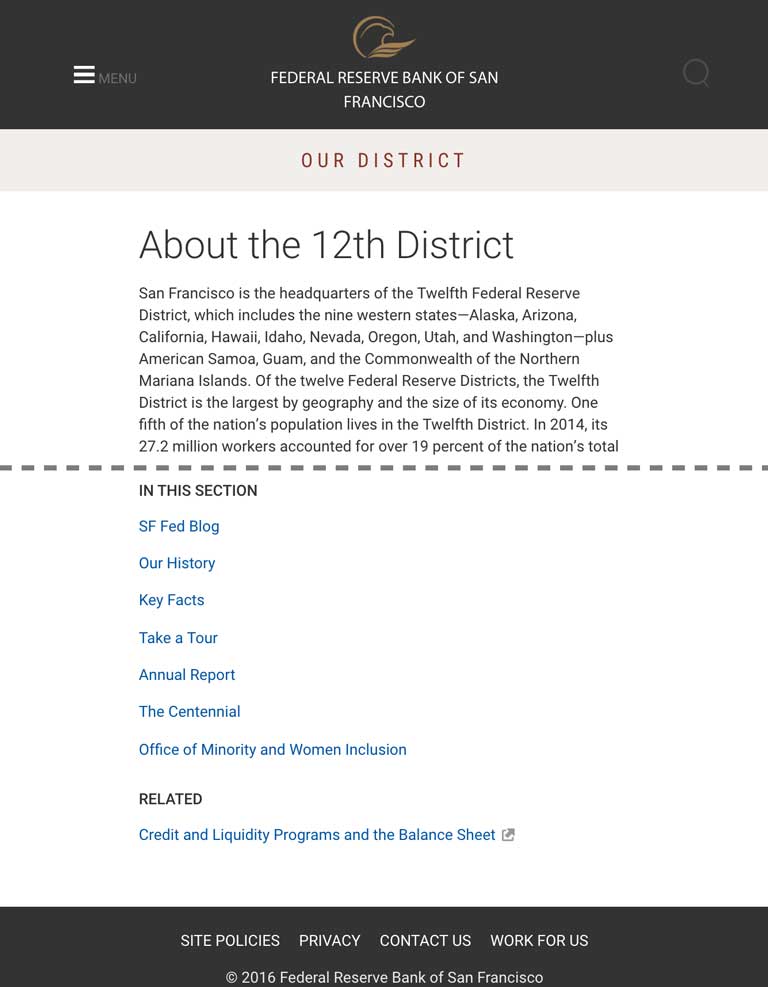 MENU
FEDERAL RESERVE BANK OF SAN
FRANCISCO
OUR DISTRICT
About the 12th District
San Francisco is the headquarters of the Twelfth Federal Reserve
District, which includes the nine western states—Alaska, Arizona,
California, Hawaii, Idaho, Nevada, Oregon, Utah, and Washington—plus
American Samoa, Guam, and the Commonwealth of the Northern
Mariana Islands. Of the twelve Federal Reserve Districts, the Twelfth
District is the largest by geography and the size of its economy. One
fifth of the nation’s population lives in the Twelfth District. In 2014, its
27.2 million workers accounted for over 19 percent of the nation’s total
IN THIS SECTION
SF Fed Blog
Our History
Key Facts
Take a Tour
Annual Report
The Centennial
Office of Minority and Women Inclusion
RELATED
Credit and Liquidity Programs and the Balance Sheet
SITE POLICIES PRIVACY CONTACT US WORK FOR US
© 2016 Federal Reserve Bank of San Francisco